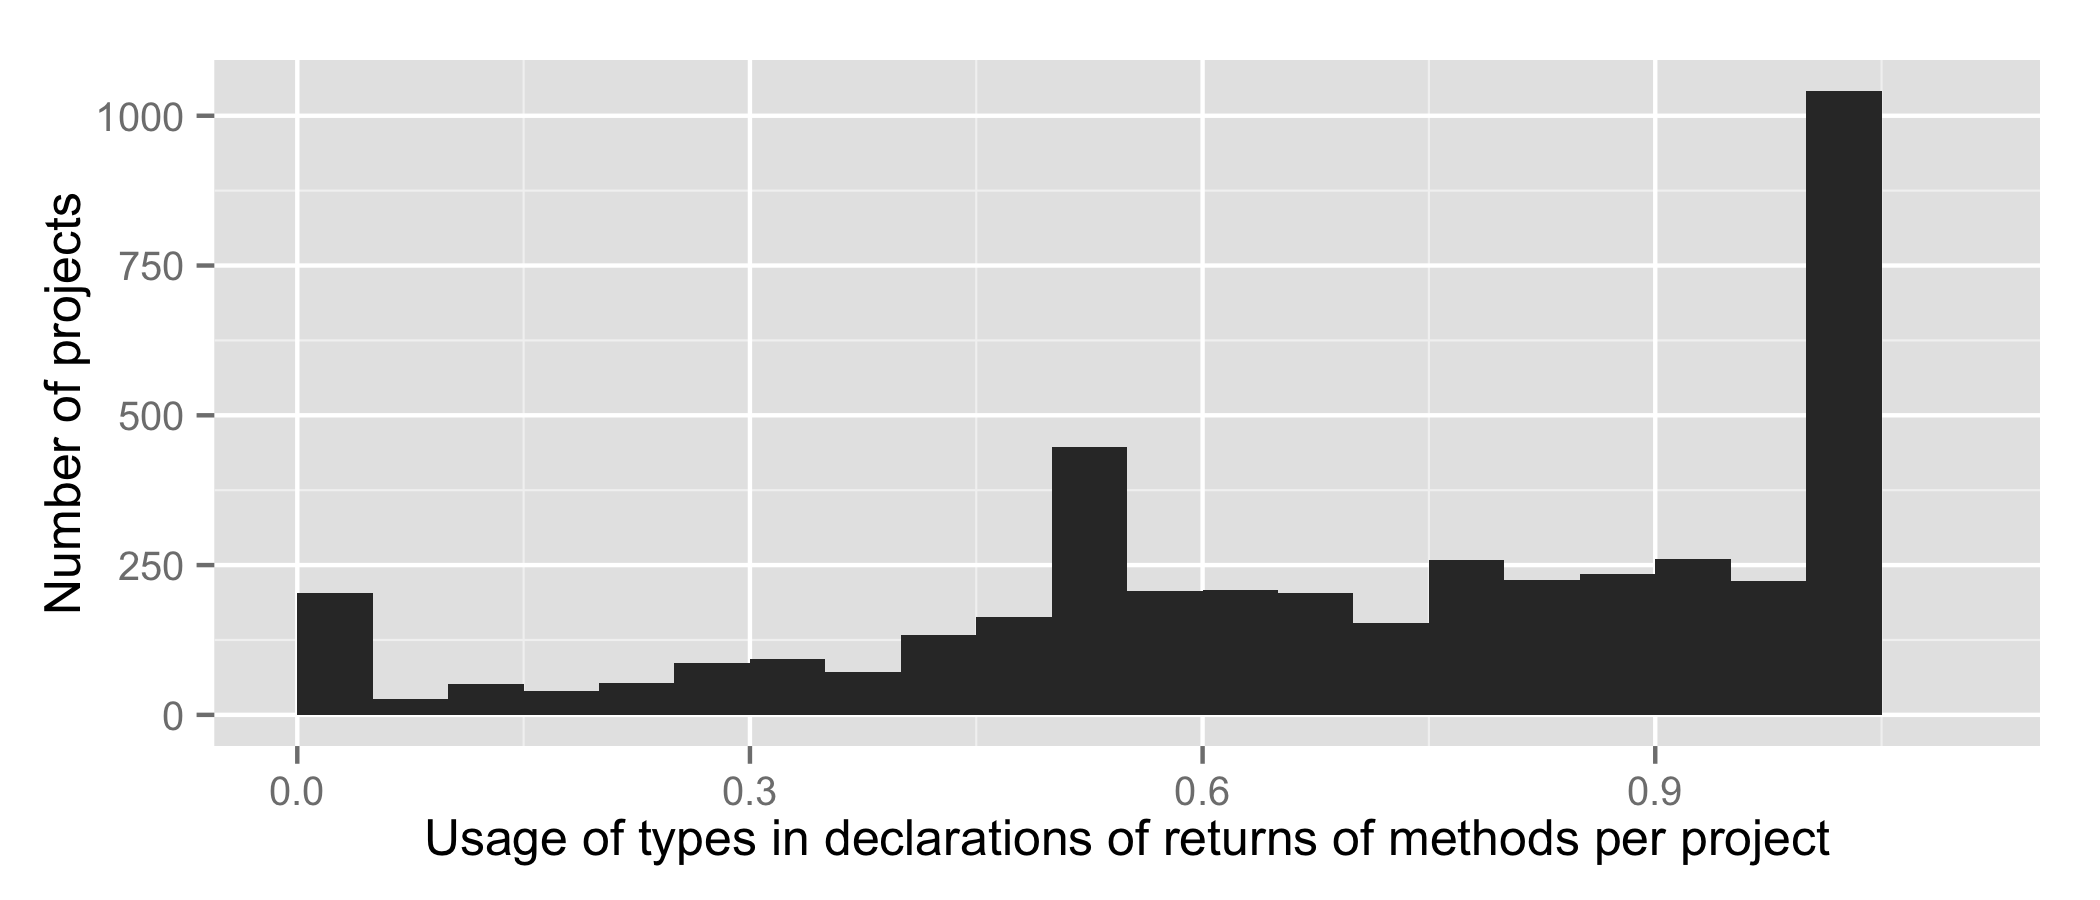 Number of projects
1000
750
500
250
0
0.0 0.3 0.6 0.9
Usage of types in declarations of returns of methods per project